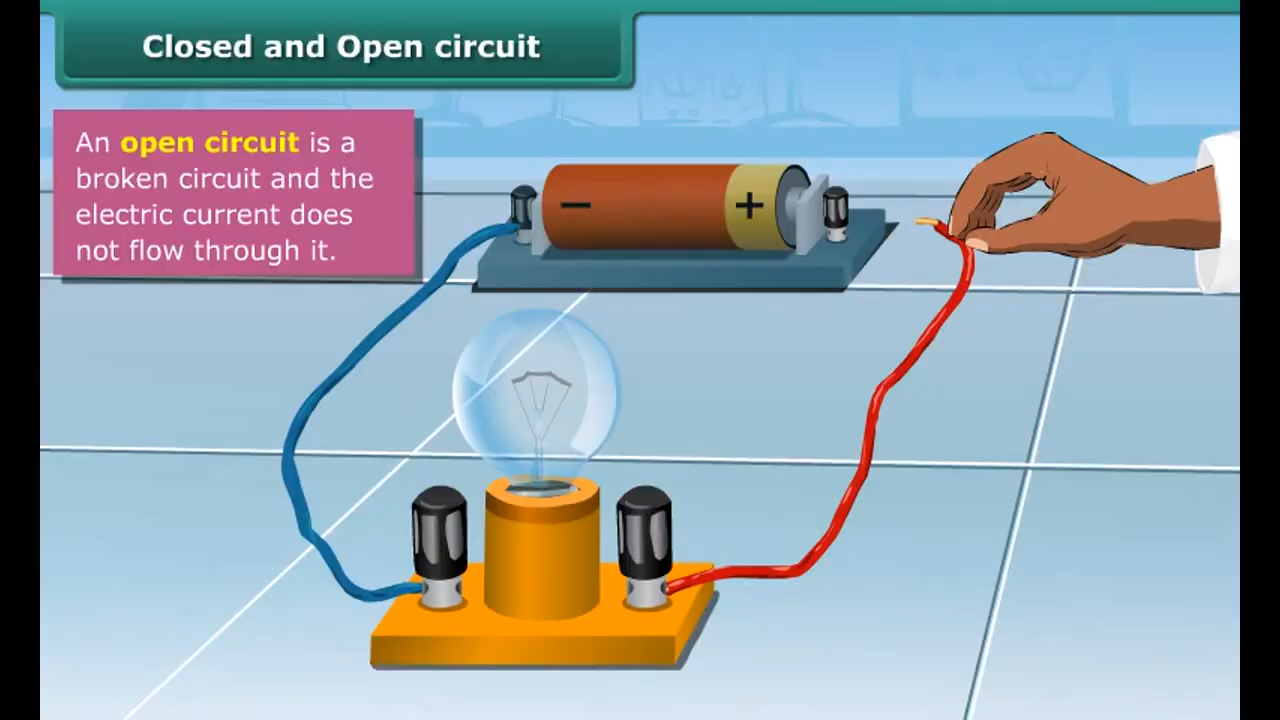 Closed and Open circuit
An open circuit is a
broken circuit and the
electric current does
not flow through it.
− +